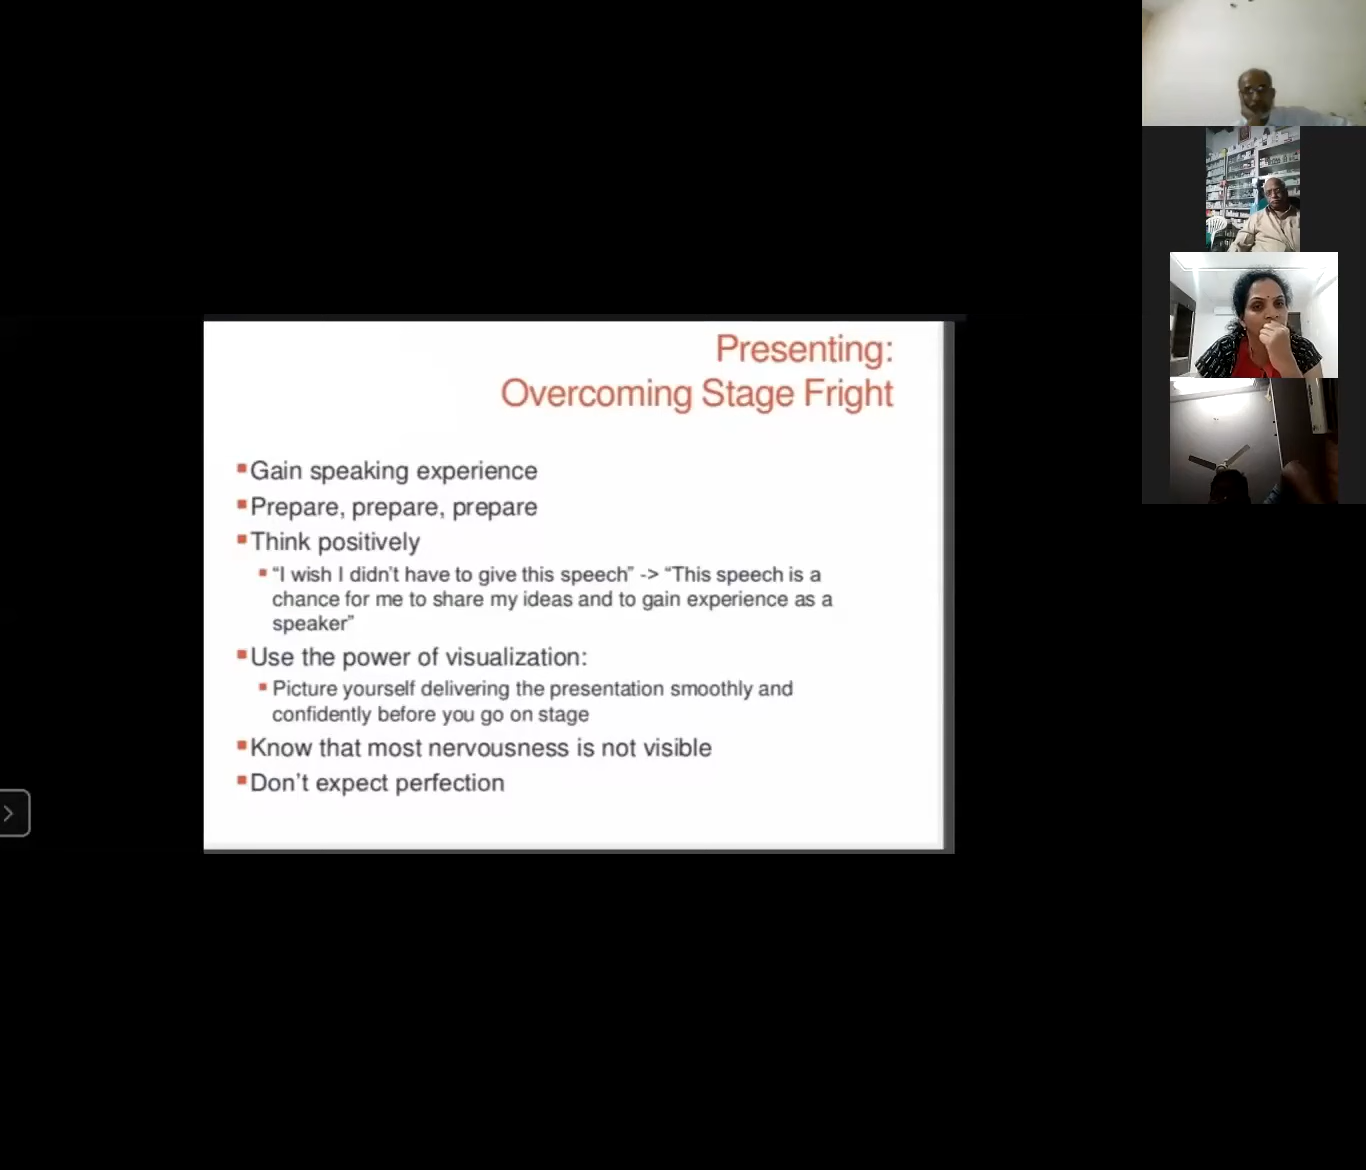 Presenting:
Overcoming Stage Fright
Gain speaking experience
Prepare, prepare, prepare
Think positively
“I wish I didn’t have to give this speech” -> “This speech is a
chance for me to share my ideas and to gain experience as a
speaker”
Use the power of visualization:
Picture yourself delivering the presentation smoothly and
confidently before you go on stage
Know that most nervousness is not visible
Don’t expect perfection